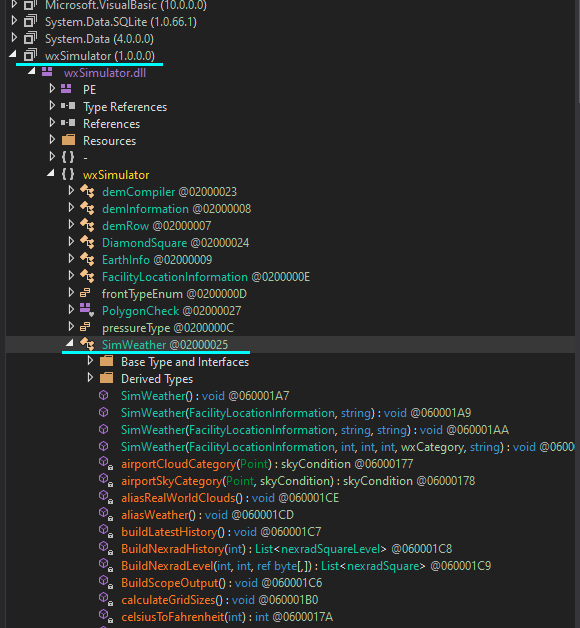 Microsoft.VisualBasic (10.0.0.0)
System.Data.SQLite (1.0.66.1)
System.Data (4.0.0.0)
wxSimulator (1.0.0.0)
wxSimulator.dll
PE
Type References
References
Resources
{ } -
{ } wxSimulator
demCompiler @02000023
demInformation @02000008
demRow @02000007
DiamondSquare @02000024
EarthInfo @02000009
FacilityLocationInformation @0200000E
frontTypeEnum @0200000D
PolygonCheck @02000027
pressureType @0200000C
SimWeather @02000025
Base Type and Interfaces
Derived Types
SimWeather() : void @060001A7
SimWeather(FacilityLocationInformation, string) : void @060001A9
SimWeather(FacilityLocationInformation, string, string) : void @060001AA
SimWeather(FacilityLocationInformation, int, int, int, wxCategory, string) : void @0600
airportCloudCategory(Point) : skyCondition @06000177
airportSkyCategory(Point, skyCondition) : skyCondition @06000178
aliasRealWorldClouds() : void @060001CE
aliasWeather() : void @060001CD
buildLatestHistory() : void @060001C7
BuildNexradHistory(int) : List<nexradSquareLevel> @060001C8
BuildNexradLevel(int, int, ref byte[,]) : List<nexradSquare> @060001C9
BuildScopeOutput() : void @060001C6
calculateGridSizes() : void @060001B0
celsiusToFahrenheit(int) : int @0600017A